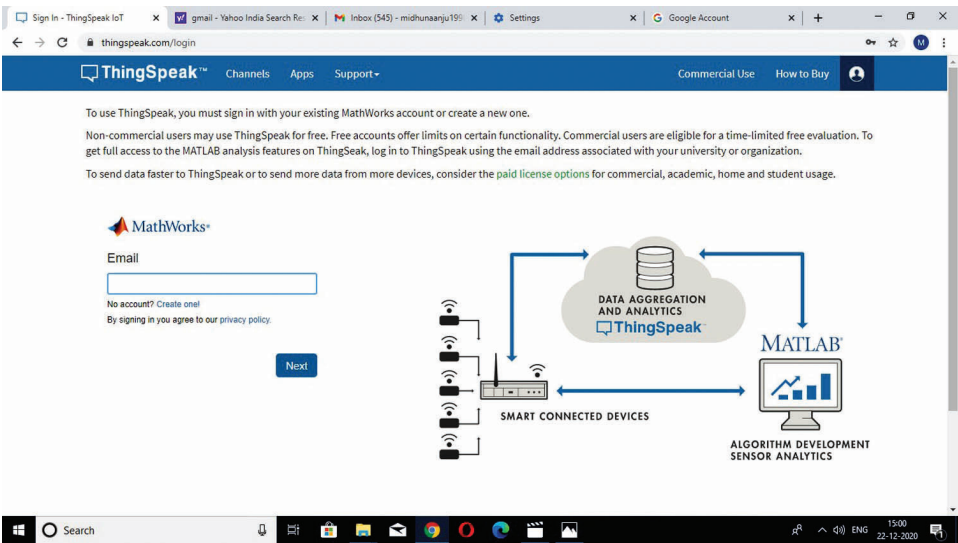 Sign In - ThingSpeak IoT
gmail - Yahoo India Search Re
Inbox (545) - midhunaanju199
Settings
Google Account
thingspeak.com/login
M
ThingSpeak™ Channels Apps Support Commercial Use How to Buy
To use ThingSpeak, you must sign in with your existing MathWorks account or create a new one.
Non-commercial users may use ThingSpeak for free. Free accounts offer limits on certain functionality. Commercial users are eligible for a time-limited free evaluation. To
get full access to the MATLAB analysis features on ThingSeak, log in to ThingSpeak using the email address associated with your university or organization.
To send data faster to ThingSpeak or to send more data from more devices, consider the paid license options for commercial, academic, home and student usage.
MathWorks®
Email
No account? Create one!
By signing in you agree to our privacy policy.
Next
DATA AGGREGATION
AND ANALYTICS
ThingSpeak™
SMART CONNECTED DEVICES
MATLAB®
ALGORITHM DEVELOPMENT
SENSOR ANALYTICS
Search
ENG
15:00
22-12-2020